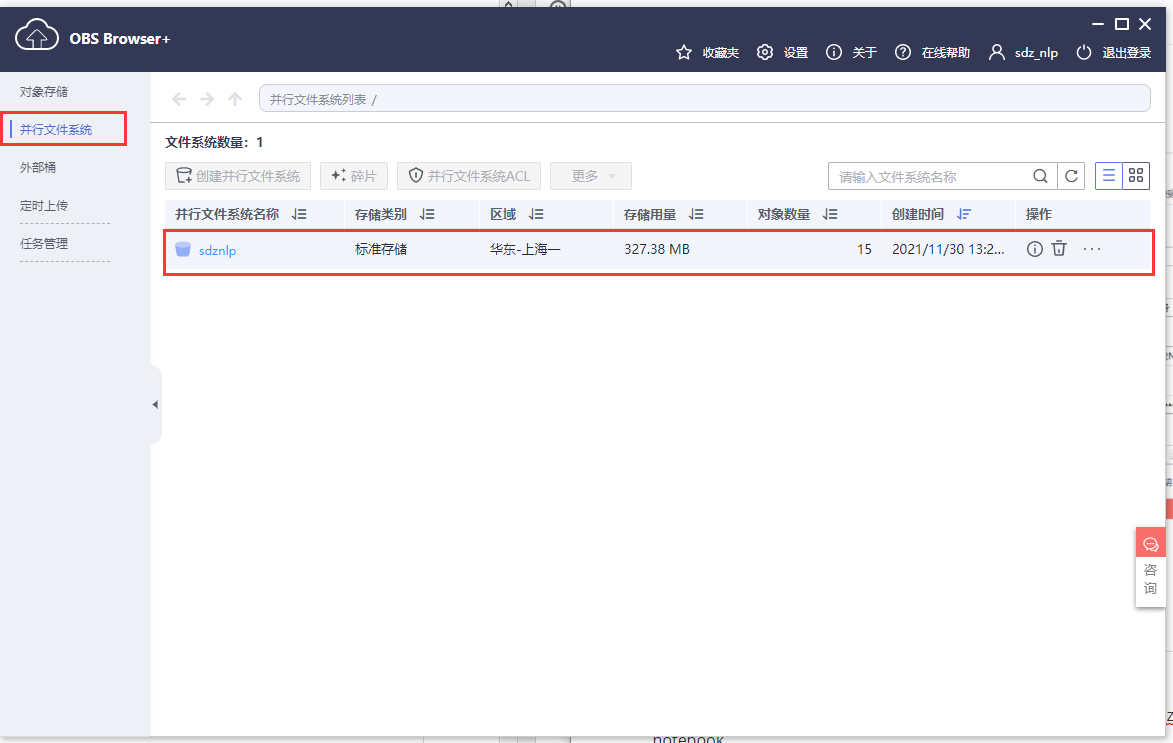 OBS Browser+
收藏夹 设置 关于 在线帮助 sdz_nlp 退出登录
对象存储
并行文件系统
外部桶
定时上传
任务管理
并行文件系统列表 /
文件系统数量：1
创建并行文件系统 碎片 并行文件系统ACL 更多 请输入文件系统名称
并行文件系统名称 存储类别 区域 存储用量 对象数量 创建时间 操作
sdznlp 标准存储 华东-上海一 327.38 MB 15 2021/11/30 13:2... ...
咨
询
notebook